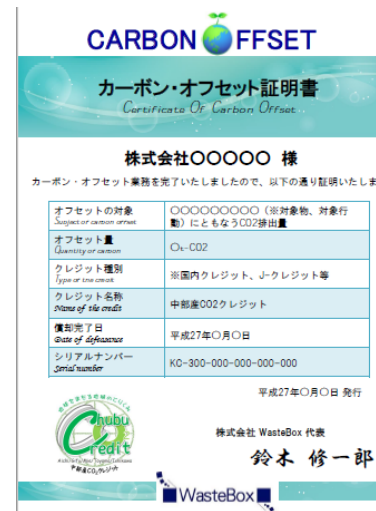 CARBON OFFSET
カーボン・オフセット証明書
Certificate Of Carbon Offset
株式会社〇〇〇〇〇 様
カーボン・オフセット業務を完了いたしましたので、以下の通り証明いたしま
オフセットの対象
〇〇〇〇〇〇〇〇〇（※対象物、対象行
動）にともなうCO2排出量
オフセット量
Quantity of carbon
〇t-CO2
クレジット種別
Type of the credit
※国内クレジット、J-クレジット等
クレジット名称
Name of the credit
中部産CO2クレジット
償却完了日
Date of defeasance
平成27年〇月〇日
シリアルナンバー
Serial number
KC-300-000-000-000-000
平成27年〇月〇日 発行
Chubu
Credit
中部産CO₂クレジット
株式会社 WasteBox 代表
鈴木 修一郎
WasteBox